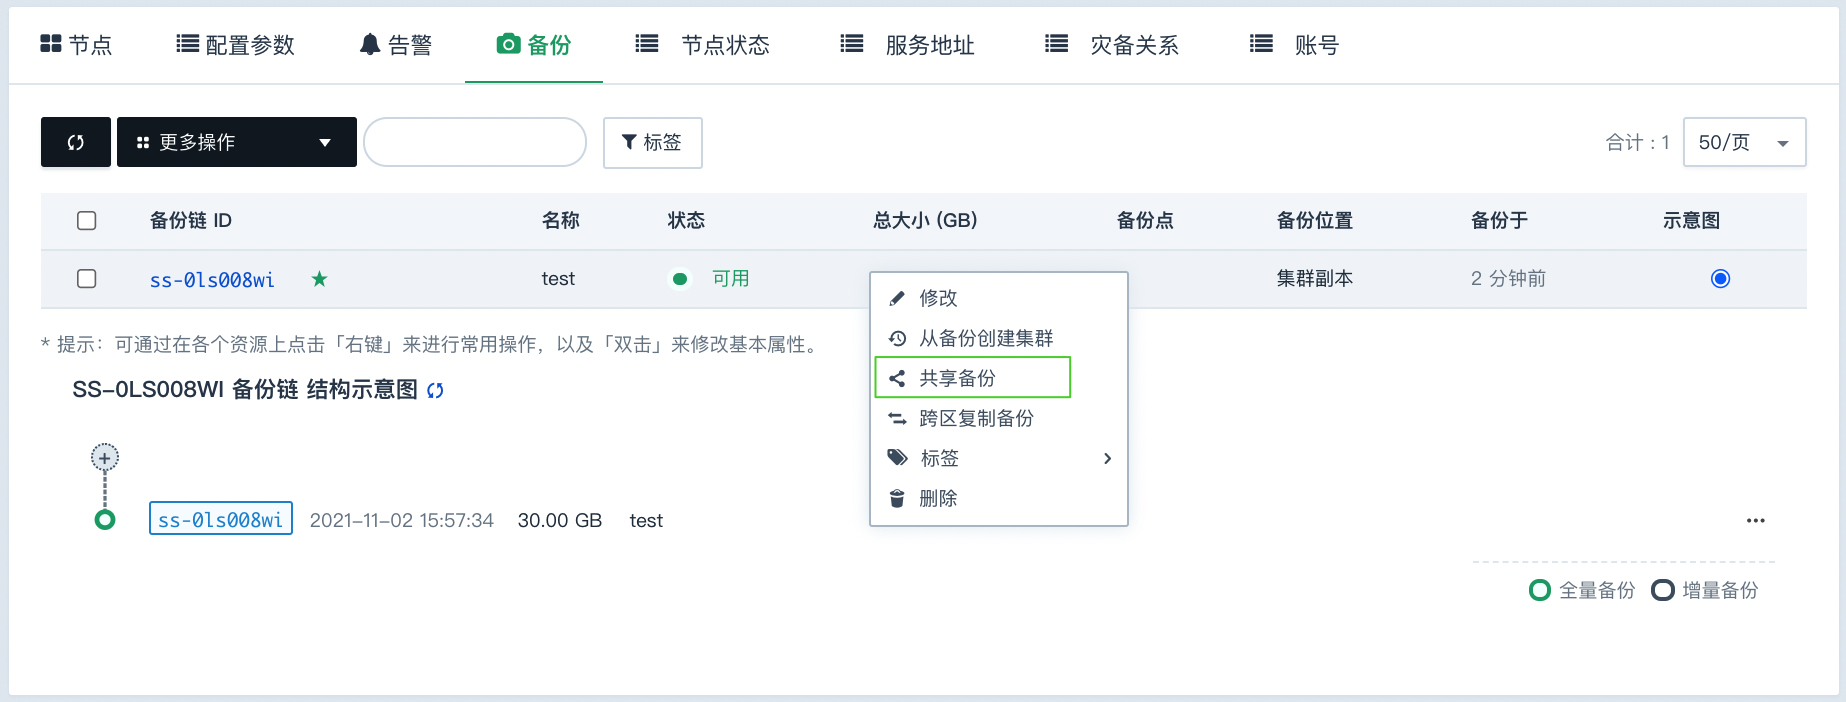 节点 配置参数 告警 备份 节点状态 服务地址 灾备关系 账号
更多操作 标签 合计 : 1 50/页
备份链 ID 名称 状态 总大小 (GB) 备份点 备份位置 备份于 示意图
ss-0ls008wi test 可用 集群副本 2 分钟前
修改
从备份创建集群
共享备份
跨区复制备份
标签
删除
* 提示：可通过在各个资源上点击「右键」来进行常用操作，以及「双击」来修改基本属性。
SS-0LS008WI 备份链 结构示意图
ss-0ls008wi 2021-11-02 15:57:34 30.00 GB test
全量备份 增量备份